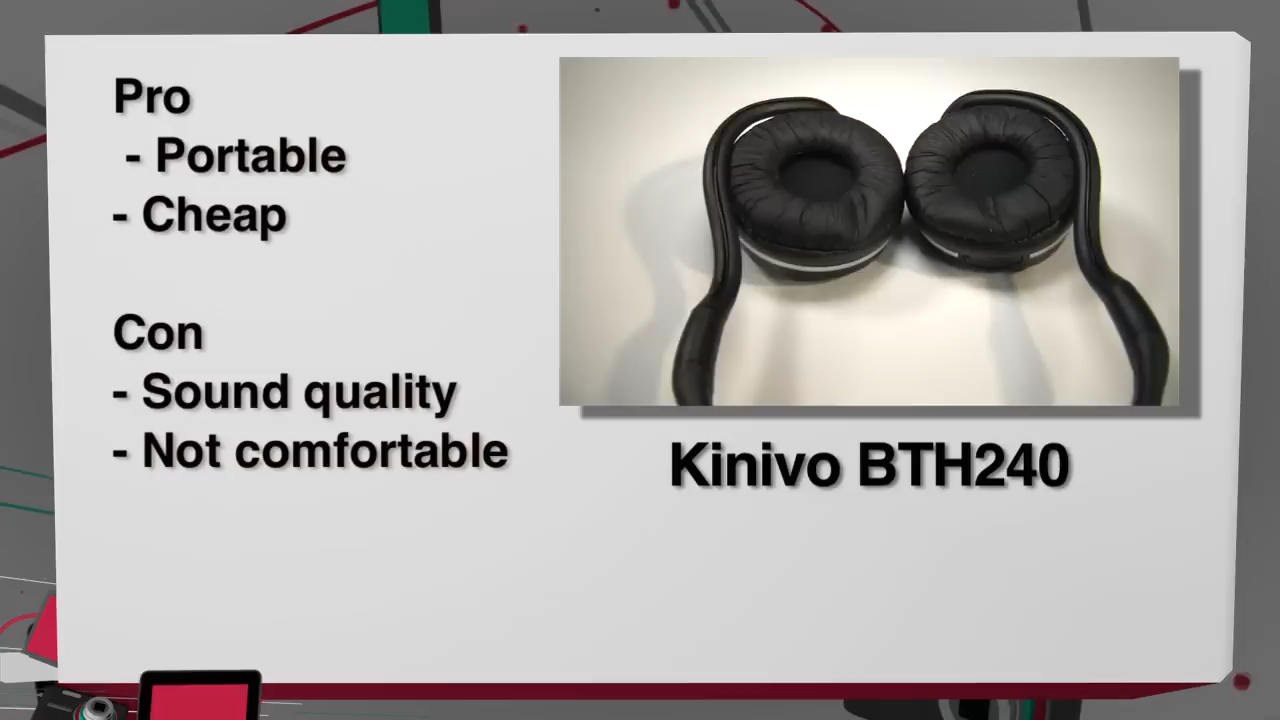 Pro
- Portable
- Cheap
Con
- Sound quality
- Not comfortable
Kinivo BTH240